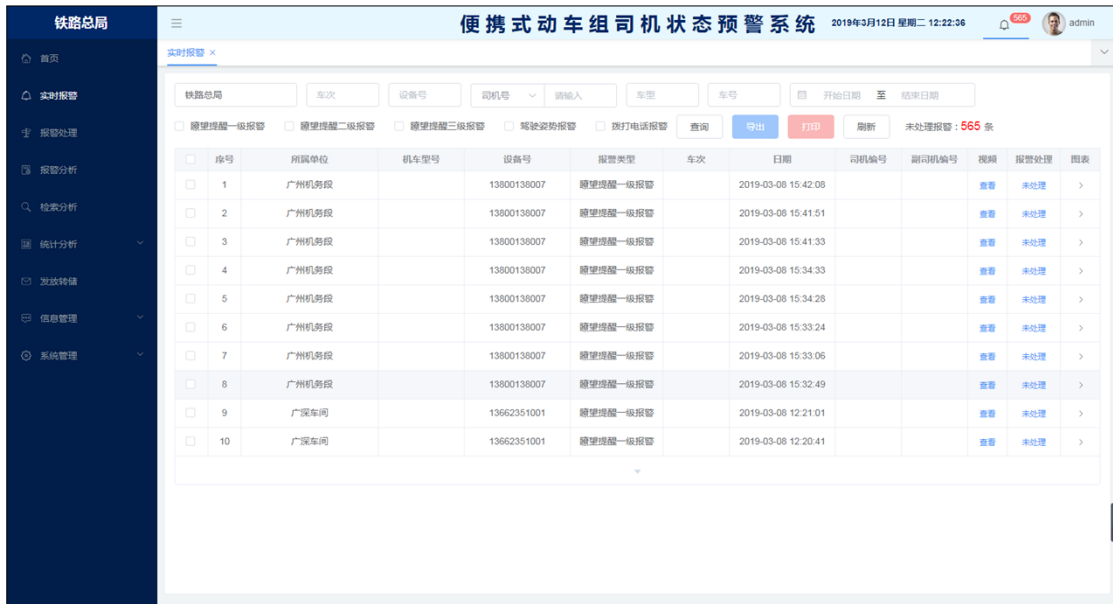 铁路总局
便携式动车组司机状态预警系统 2019年3月12日 星期二 12:22:36 565 admin
首页
实时报警
报警处理
报警分析
检索分析
统计分析
发放转储
信息管理
系统管理
实时报警 ×
铁路总局 车次 设备号 司机号 请输入 车型 车号 开始日期 至 结束日期
瞭望提醒一级报警 瞭望提醒二级报警 瞭望提醒三级报警 驾驶姿势报警 拨打电话报警 查询 导出 打印 刷新 未处理报警：565 条
序号 所属单位 机车型号 设备号 报警类型 车次 日期 司机编号 副司机编号 视频 报警处理 图表
1 广州机务段 13800138007 瞭望提醒一级报警 2019-03-08 15:42:08 查看 未处理 >
2 广州机务段 13800138007 瞭望提醒一级报警 2019-03-08 15:41:51 查看 未处理 >
3 广州机务段 13800138007 瞭望提醒一级报警 2019-03-08 15:41:33 查看 未处理 >
4 广州机务段 13800138007 瞭望提醒一级报警 2019-03-08 15:34:33 查看 未处理 >
5 广州机务段 13800138007 瞭望提醒一级报警 2019-03-08 15:34:28 查看 未处理 >
6 广州机务段 13800138007 瞭望提醒一级报警 2019-03-08 15:33:24 查看 未处理 >
7 广州机务段 13800138007 瞭望提醒一级报警 2019-03-08 15:33:06 查看 未处理 >
8 广州机务段 13800138007 瞭望提醒一级报警 2019-03-08 15:32:49 查看 未处理 >
9 广深车间 13662351001 瞭望提醒一级报警 2019-03-08 12:21:01 查看 未处理 >
10 广深车间 13662351001 瞭望提醒一级报警 2019-03-08 12:20:41 查看 未处理 >